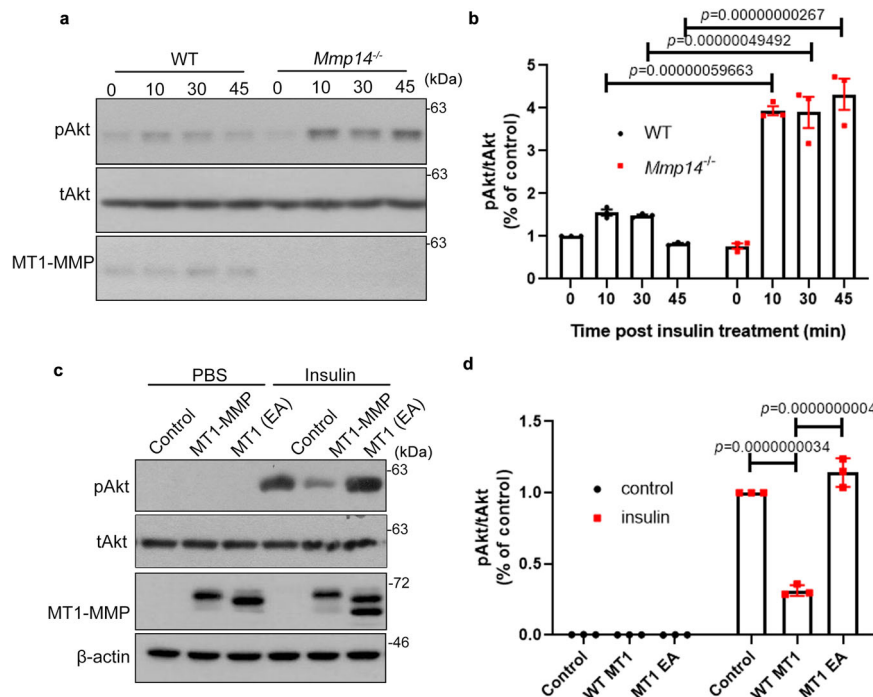 a
WT
Mmp14-/-
0 10 30 45 0 10 30 45 (kDa)
pAkt
-63
tAkt
-63
MT1-MMP
-63
b
p=0.00000000267
p=0.00000049492
p=0.00000059663
WT
Mmp14-/-
pAkt/tAkt
(% of control)
5
4
3
2
1
0
0 10 30 45 0 10 30 45
Time post insulin treatment (min)
c
PBS
Insulin
Control
MT1-MMP
MT1 (EA)
Control
MT1-MMP
MT1 (EA)
(kDa)
pAkt
-63
tAkt
-63
MT1-MMP
-72
β-actin
-46
d
p=0.0000000004
p=0.0000000034
control
insulin
pAkt/tAkt
(% of control)
1.5
1.0
0.5
0.0
Control
WT MT1
MT1 EA
Control
WT MT1
MT1 EA